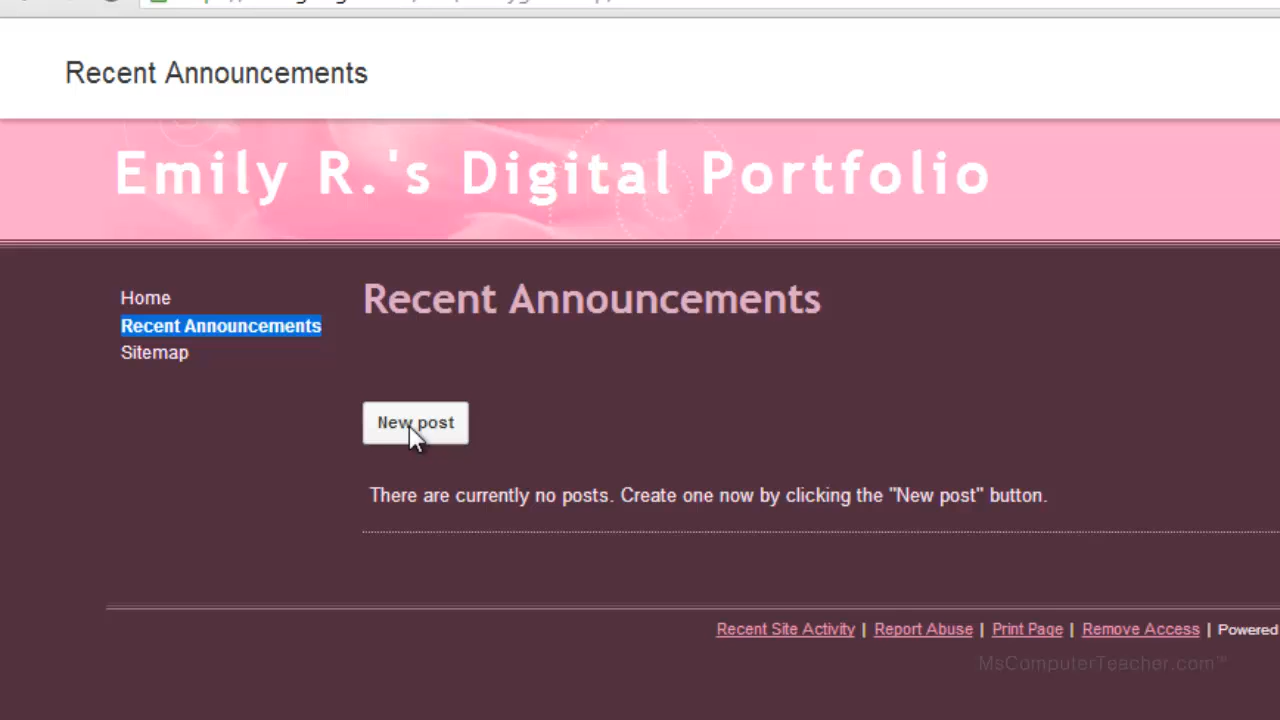 Recent Announcements
Emily R.'s Digital Portfolio
Home
Recent Announcements
Sitemap
Recent Announcements
New post
There are currently no posts. Create one now by clicking the "New post" button.
Recent Site Activity | Report Abuse | Print Page | Remove Access | Powered
MsComputerTeacher.com™